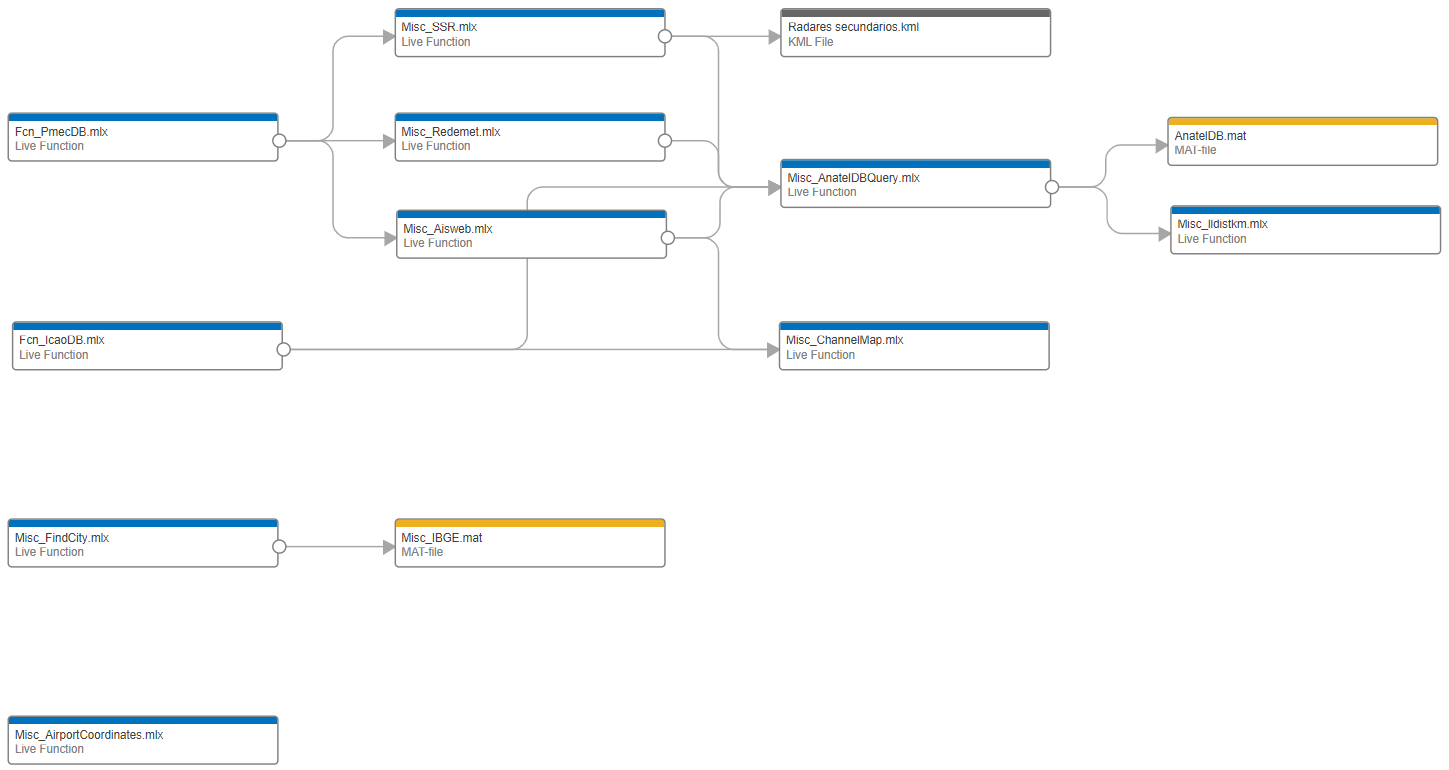 Misc_SSR.mlx
Live Function
Radares secundarios.kml
KML File
Fcn_PmecDB.mlx
Live Function
Misc_Redemet.mlx
Live Function
AnatelDB.mat
MAT-file
Misc_AnatelDBQuery.mlx
Live Function
Misc_Aisweb.mlx
Live Function
Misc_lldistkm.mlx
Live Function
Fcn_IcaoDB.mlx
Live Function
Misc_ChannelMap.mlx
Live Function
Misc_FindCity.mlx
Live Function
Misc_IBGE.mat
MAT-file
Misc_AirportCoordinates.mlx
Live Function